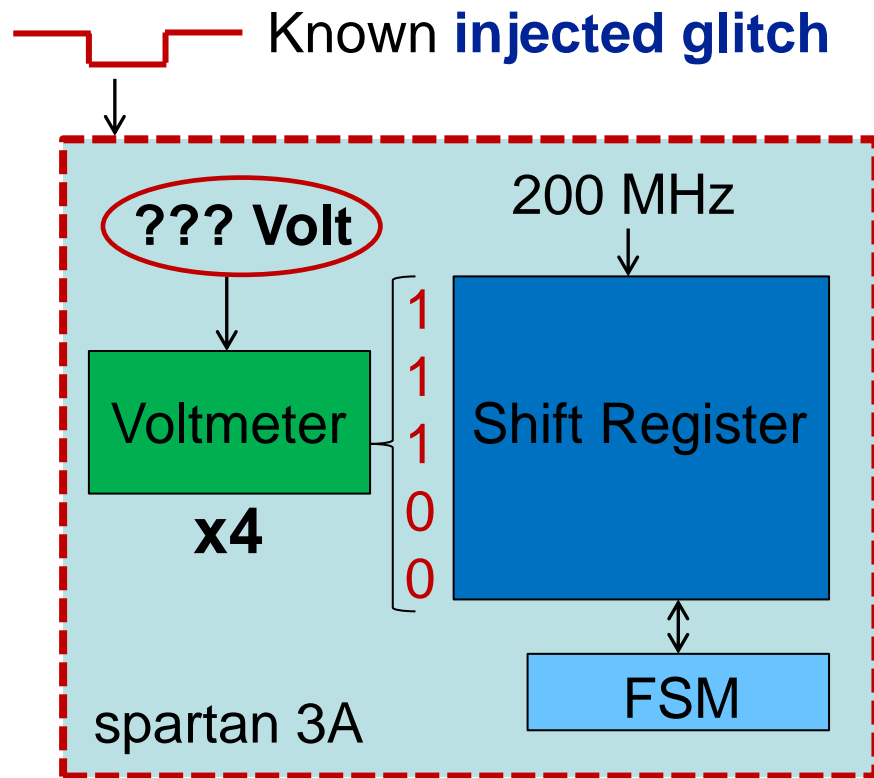 Known injected glitch
??? Volt
200 MHz
Voltmeter
x4
1
1
1
0
0
Shift Register
FSM
spartan 3A